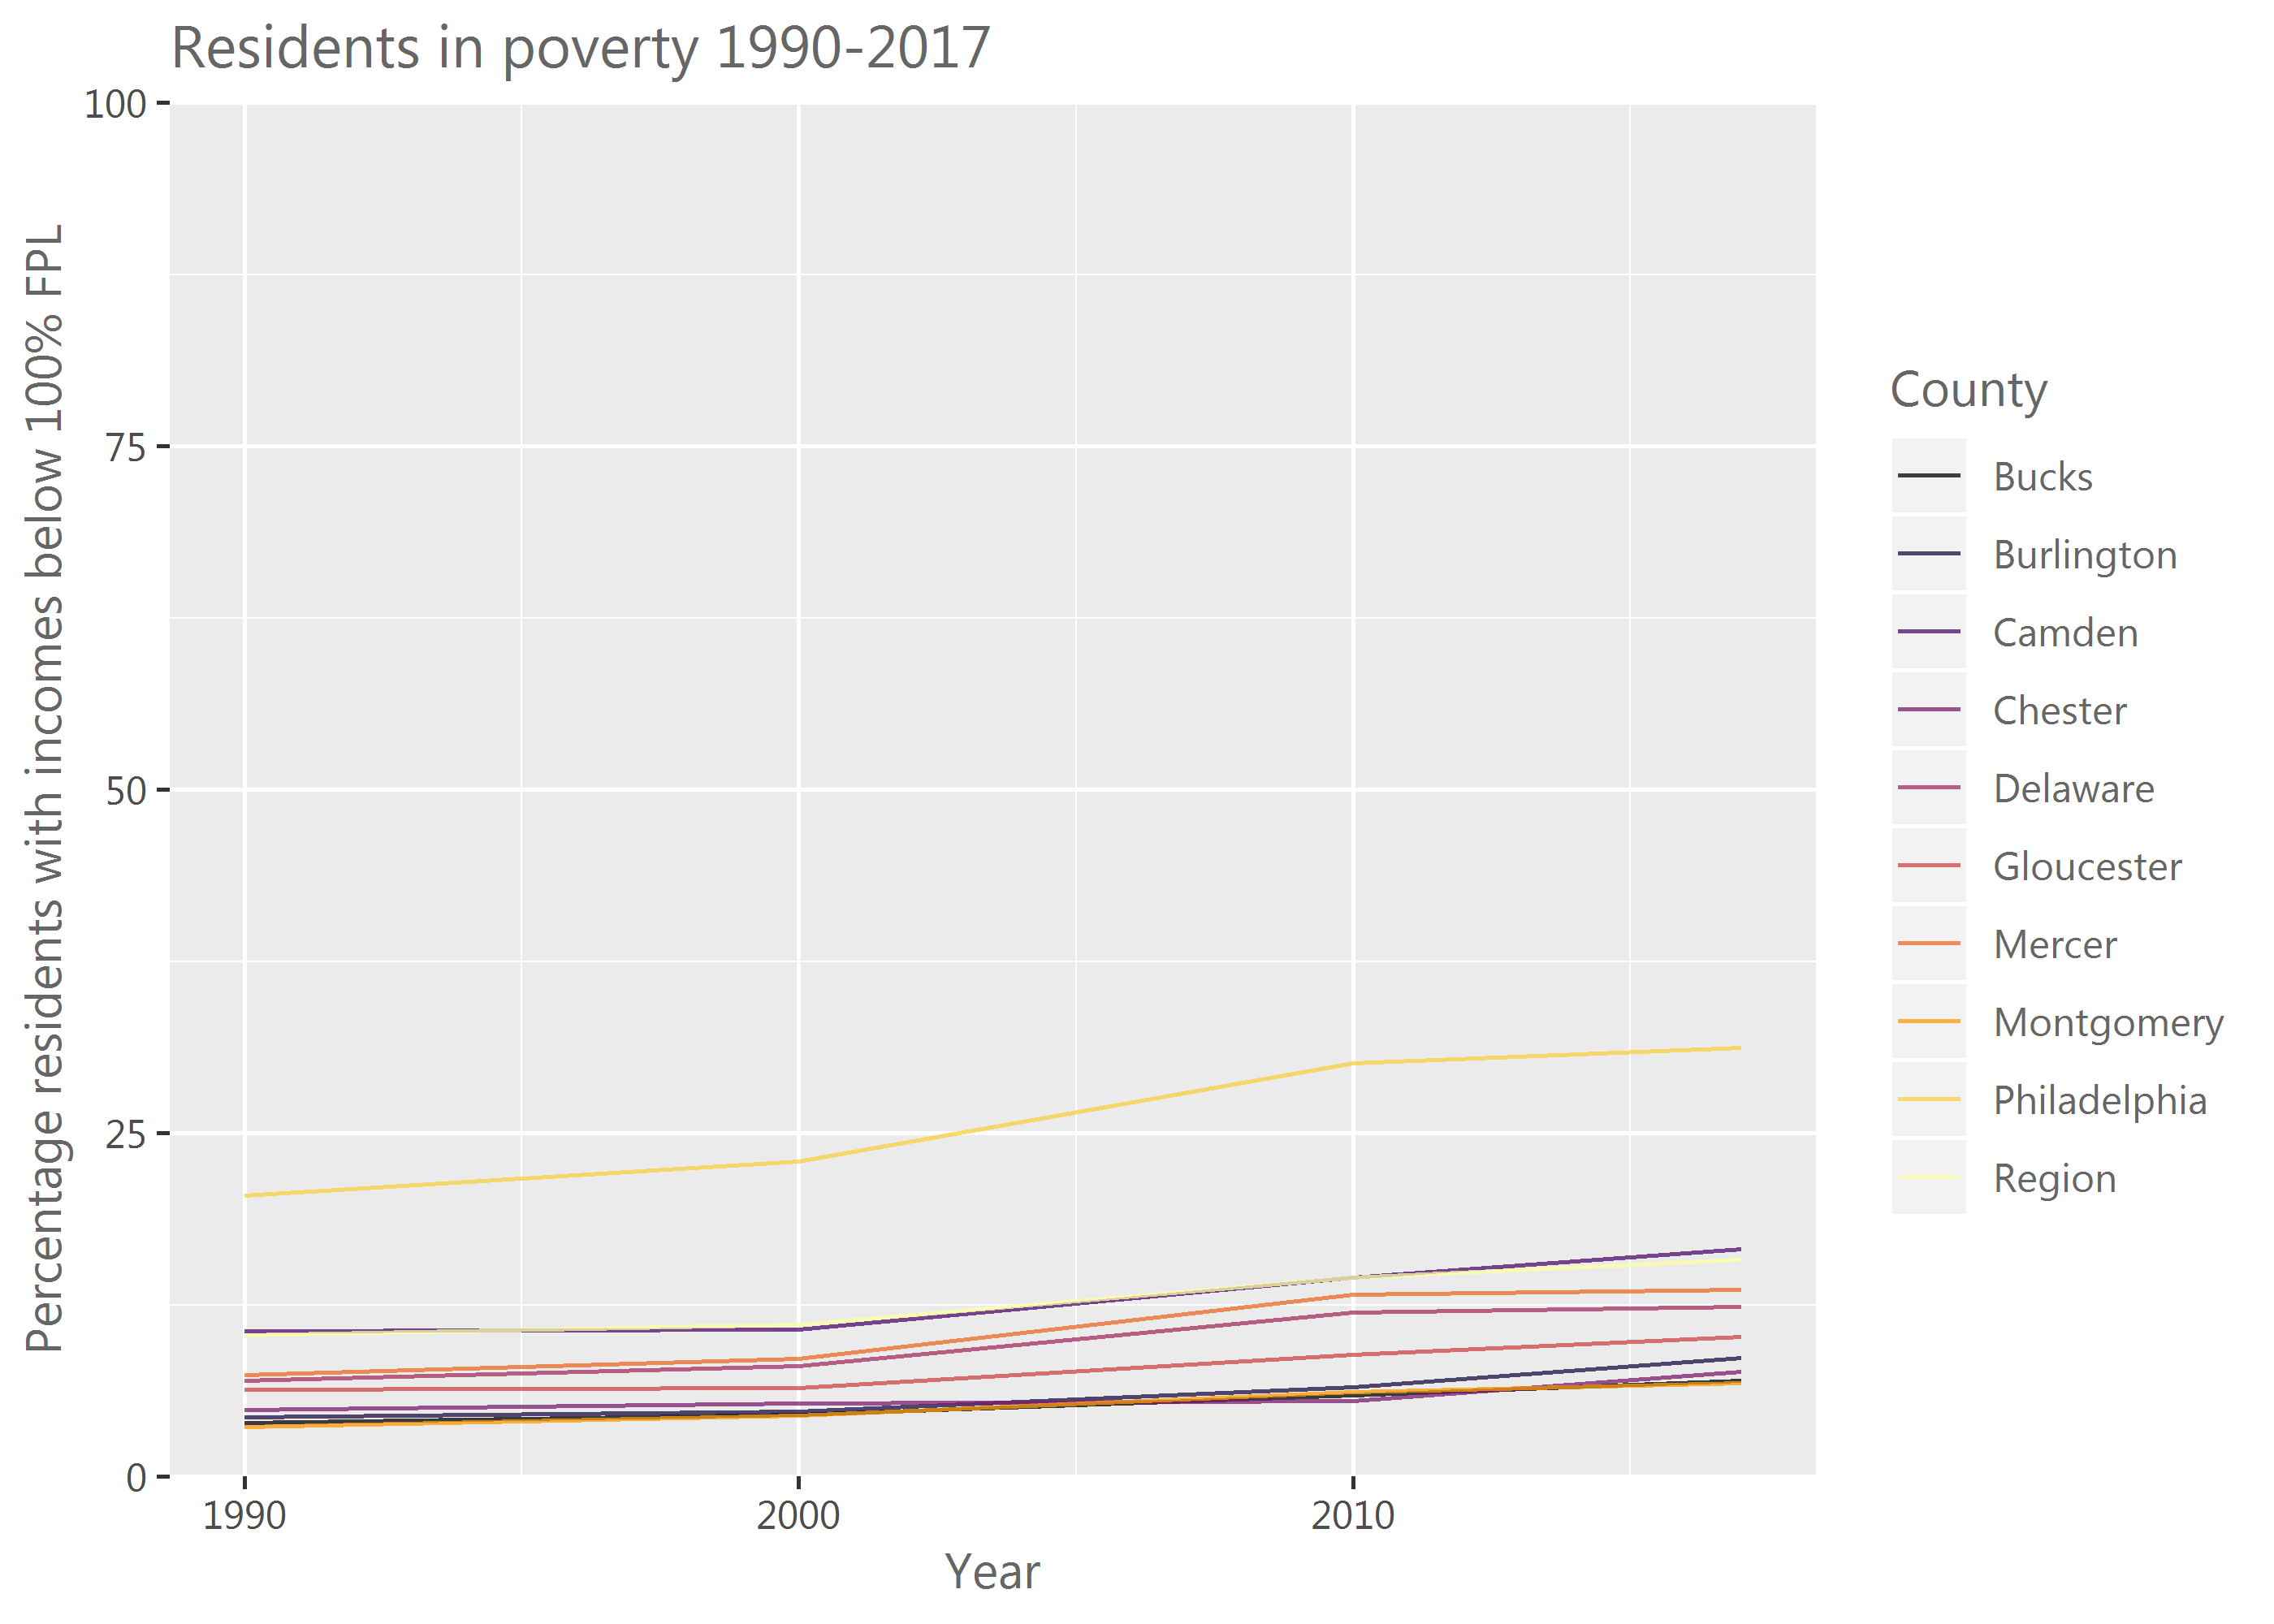 Residents in poverty 1990-2017
Percentage residents with incomes below 100% FPL
100
75
50
25
0
1990
2000
2010
Year
County
Bucks
Burlington
Camden
Chester
Delaware
Gloucester
Mercer
Montgomery
Philadelphia
Region